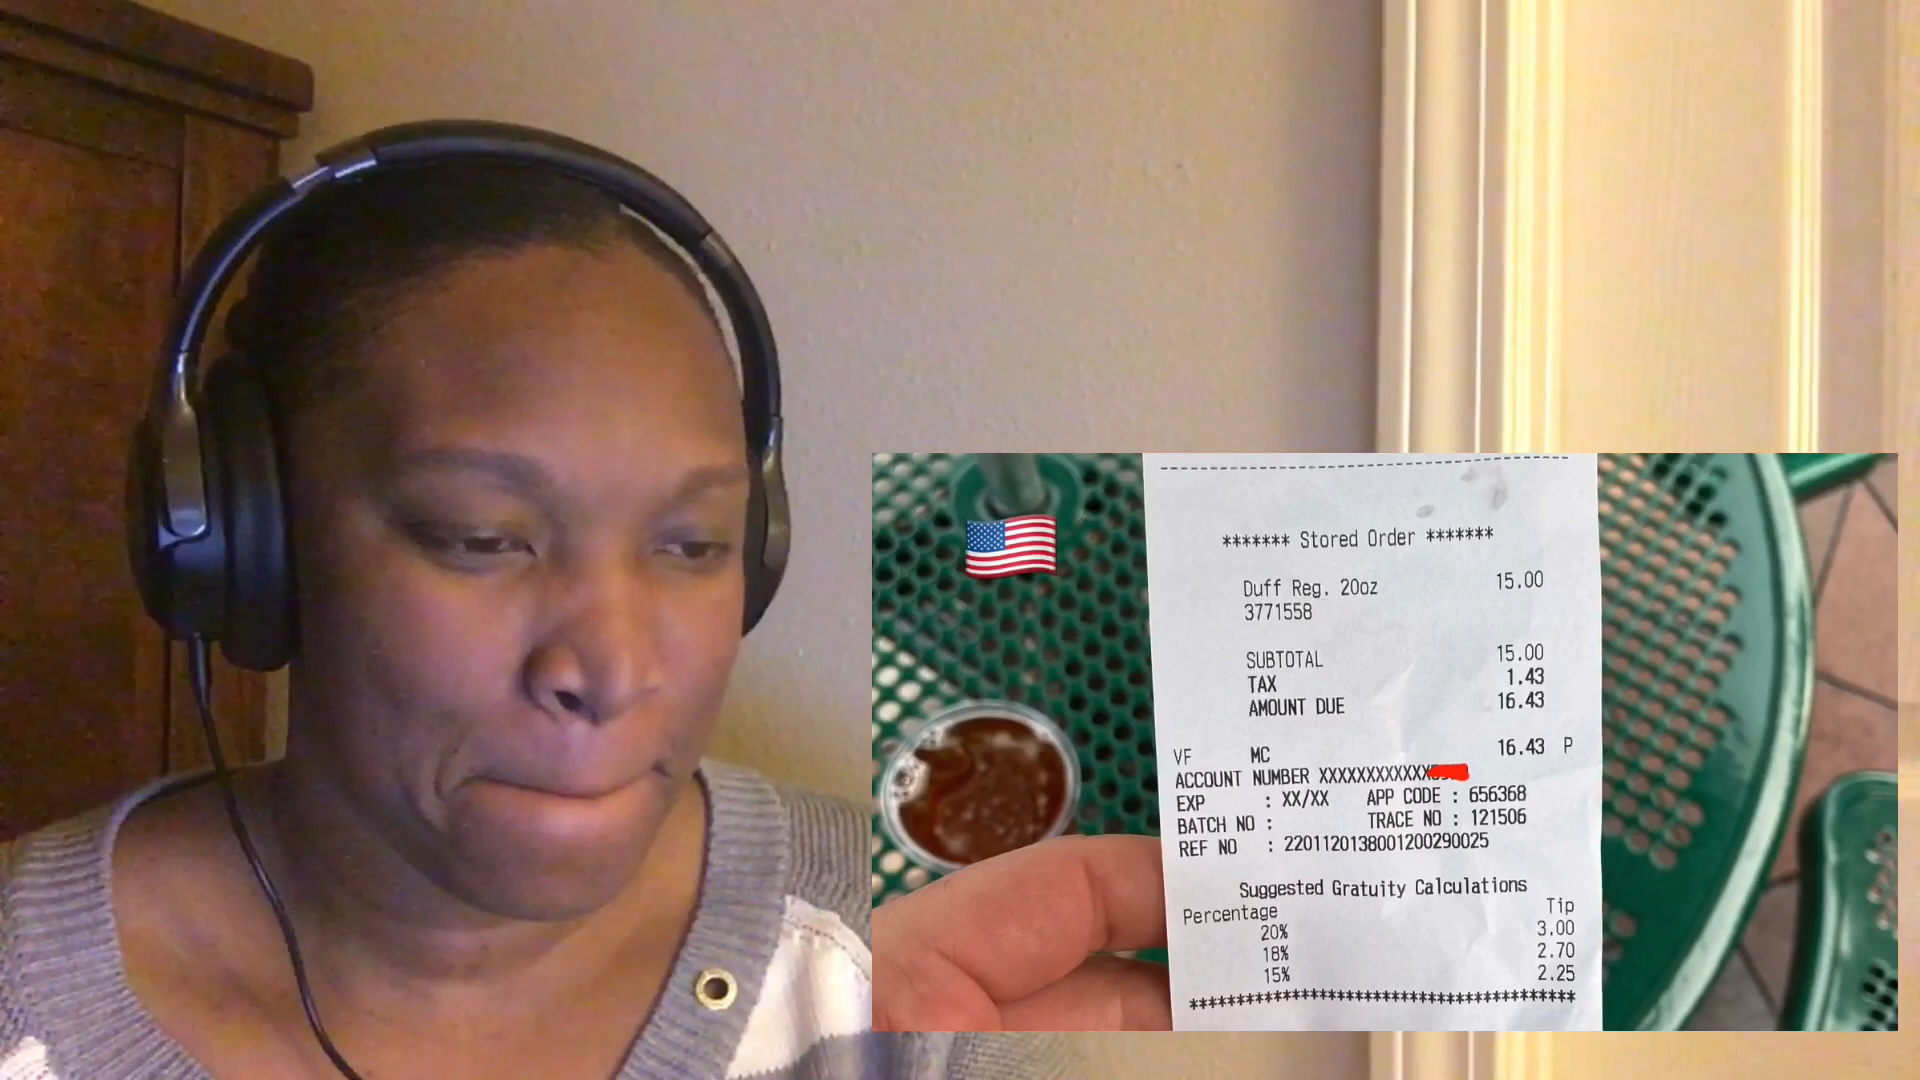 ******* Stored Order *******
Duff Reg. 20oz 15.00
3771558
SUBTOTAL 15.00
TAX 1.43
AMOUNT DUE 16.43
VF MC 16.43 P
ACCOUNT NUMBER XXXXXXXXXXXX
EXP : XX/XX APP CODE : 656368
BATCH NO : TRACE NO : 121506
REF NO : 2201120138001200290025
Suggested Gratuity Calculations
Percentage Tip
20% 3.00
18% 2.70
15% 2.25
*****************************************